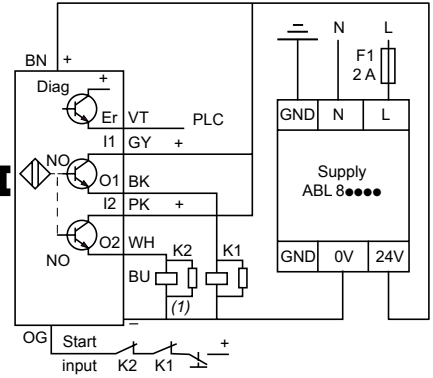 BN +
N L
F1
2 A
Diag +
Er VT PLC
GND N L
I1 GY +
NO
O1 BK
I2 PK +
Supply
ABL 8●●●●
O2 WH
NO
K2 K1
GND 0V 24V
BU
(1)
–
OG Start
input K2 K1 +